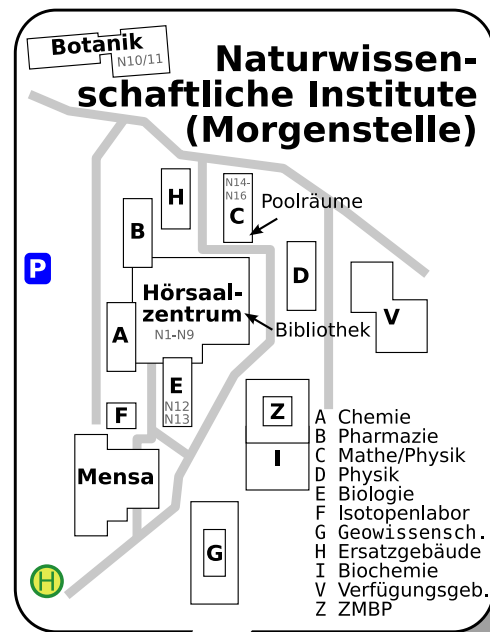 Botanik
N10/11
Naturwissen-
schaftliche Institute
(Morgenstelle)
N14-
N16
H
C
Poolräume
B
P
D
Hörsaal-
zentrum
N1-N9
Bibliothek
V
A
E
N12
N13
F
Z
I
Mensa
G
H
A Chemie
B Pharmazie
C Mathe/Physik
D Physik
E Biologie
F Isotopenlabor
G Geowissensch.
H Ersatzgebäude
I Biochemie
V Verfügungsgeb.
Z ZMBP